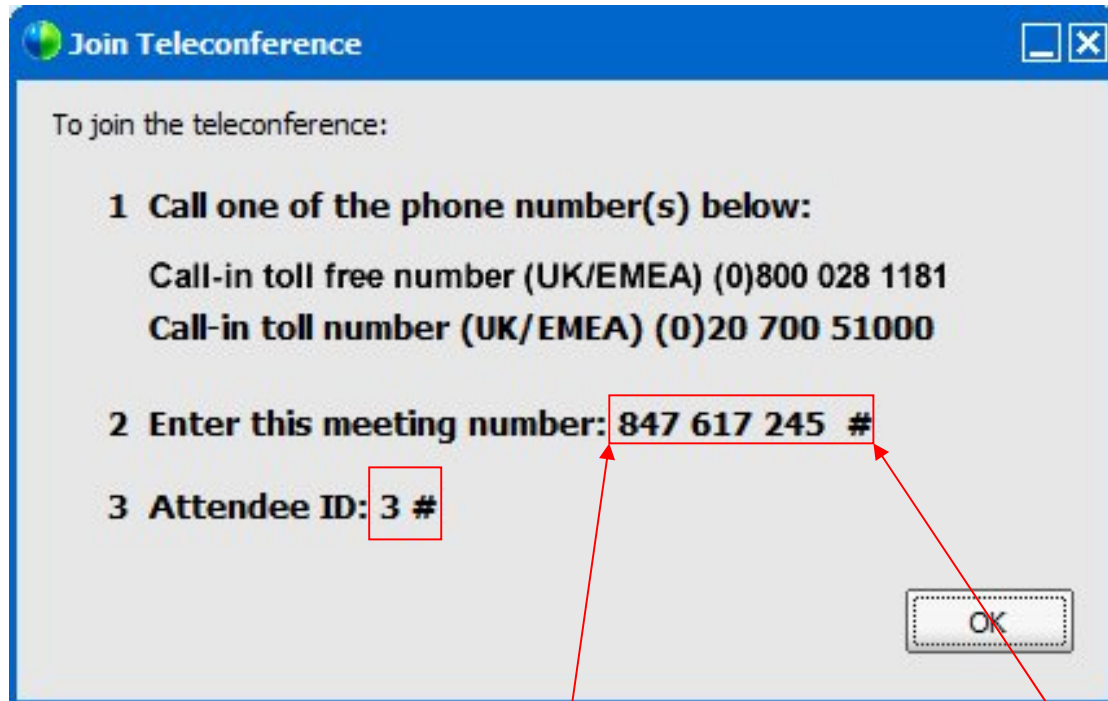 Join Teleconference
To join the teleconference:
1 Call one of the phone number(s) below:
Call-in toll free number (UK/EMEA) (0)800 028 1181
Call-in toll number (UK/EMEA) (0)20 700 51000
2 Enter this meeting number: 847 617 245 #
3 Attendee ID: 3 #
OK